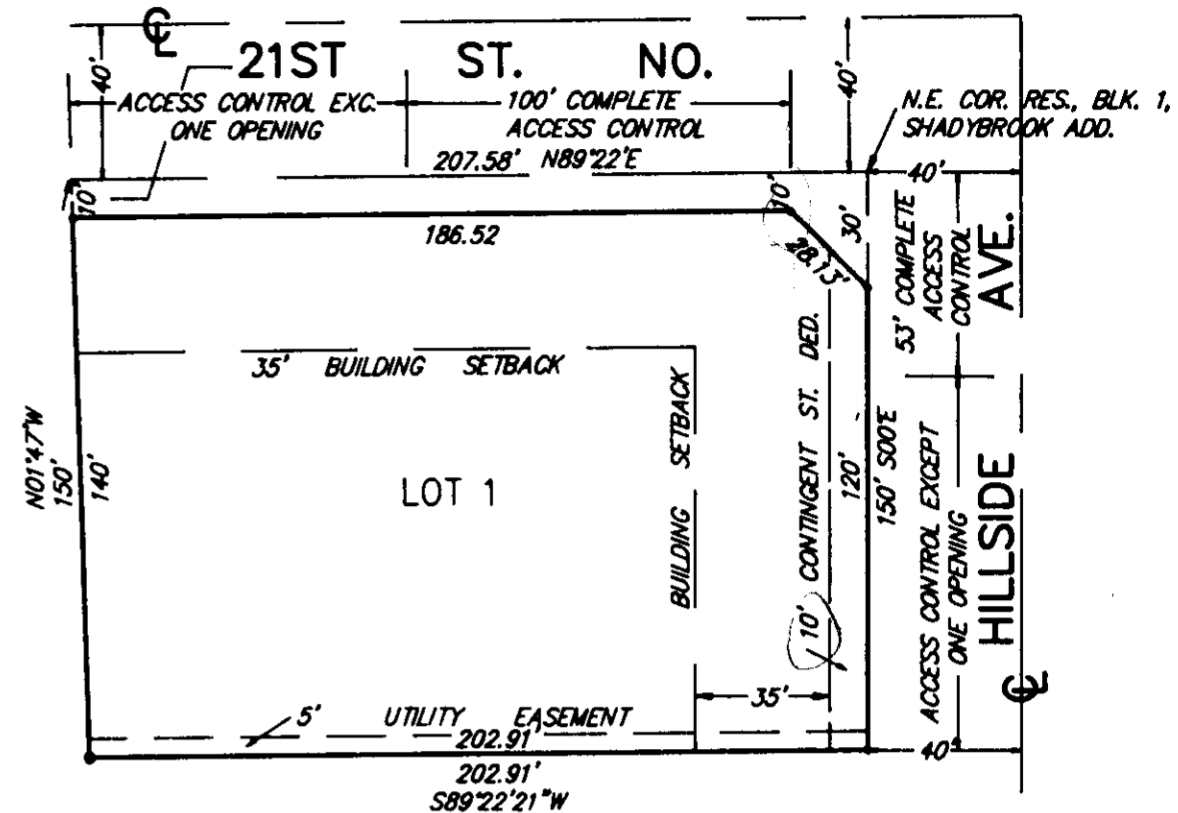 ℄
21ST ST. NO.
40'
40'
ACCESS CONTROL EXC.
ONE OPENING
100' COMPLETE
ACCESS CONTROL
N.E. COR. RES., BLK. 1,
SHADYBROOK ADD.
207.58' N89°22'E
40'
10'
10'
30'
186.52
28.13'
53' COMPLETE
ACCESS
CONTROL
HILLSIDE AVE.
35' BUILDING SETBACK
BUILDING SETBACK
10' CONTINGENT ST. DED.
N01°47'W
150'
140'
LOT 1
120'
150' S00°E
ACCESS CONTROL EXCEPT
ONE OPENING
℄
35'
5' UTILITY EASEMENT
202.91'
40'
202.91'
S89°22'21"W